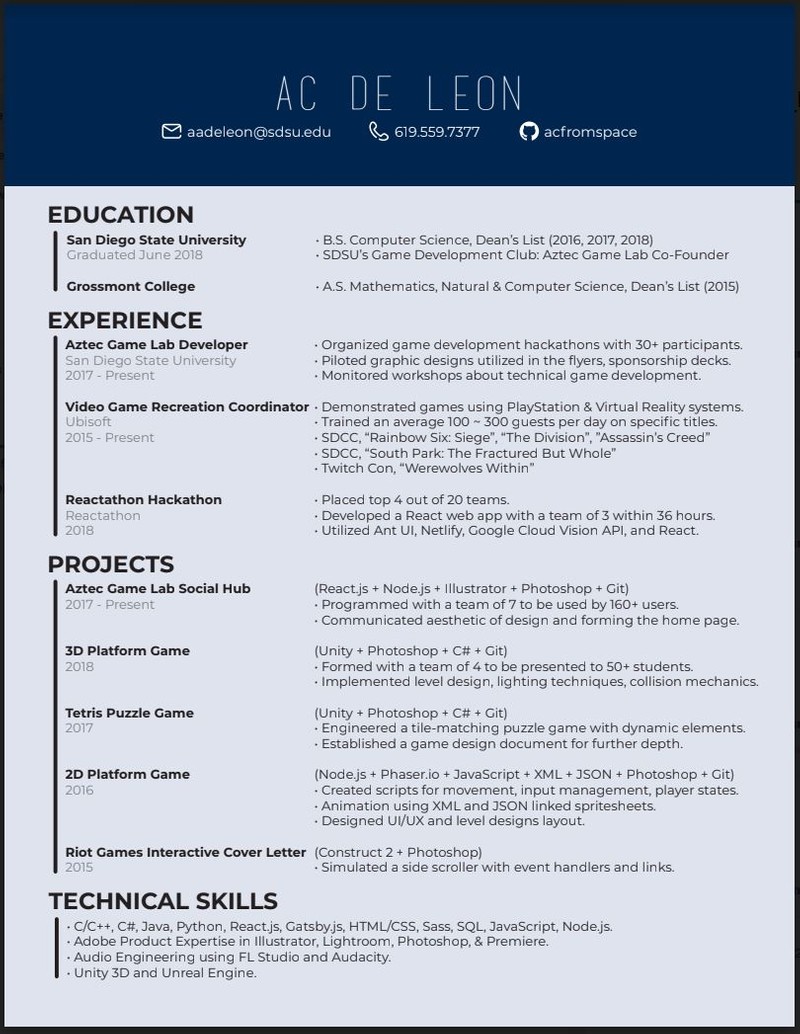 AC DE LEON
aadeleon@sdsu.edu 619.559.7377 acfromspace
EDUCATION
San Diego State University • B.S. Computer Science, Dean's List (2016, 2017, 2018)
Graduated June 2018 • SDSU's Game Development Club: Aztec Game Lab Co-Founder
Grossmont College • A.S. Mathematics, Natural & Computer Science, Dean's List (2015)
EXPERIENCE
Aztec Game Lab Developer • Organized game development hackathons with 30+ participants.
San Diego State University • Piloted graphic designs utilized in the flyers, sponsorship decks.
2017 - Present • Monitored workshops about technical game development.
Video Game Recreation Coordinator • Demonstrated games using PlayStation & Virtual Reality systems.
Ubisoft • Trained an average 100 ~ 300 guests per day on specific titles.
2015 - Present • SDCC, “Rainbow Six: Siege”, “The Division”, ”Assassin’s Creed”
• SDCC, “South Park: The Fractured But Whole”
• Twitch Con, “Werewolves Within”
Reactathon Hackathon • Placed top 4 out of 20 teams.
Reactathon • Developed a React web app with a team of 3 within 36 hours.
2018 • Utilized Ant UI, Netlify, Google Cloud Vision API, and React.
PROJECTS
Aztec Game Lab Social Hub (React.js + Node.js + Illustrator + Photoshop + Git)
2017 - Present • Programmed with a team of 7 to be used by 160+ users.
• Communicated aesthetic of design and forming the home page.
3D Platform Game (Unity + Photoshop + C# + Git)
2018 • Formed with a team of 4 to be presented to 50+ students.
• Implemented level design, lighting techniques, collision mechanics.
Tetris Puzzle Game (Unity + Photoshop + C# + Git)
2017 • Engineered a tile-matching puzzle game with dynamic elements.
• Established a game design document for further depth.
2D Platform Game (Node.js + Phaser.io + JavaScript + XML + JSON + Photoshop + Git)
2016 • Created scripts for movement, input management, player states.
• Animation using XML and JSON linked spritesheets.
• Designed UI/UX and level designs layout.
Riot Games Interactive Cover Letter (Construct 2 + Photoshop)
2015 • Simulated a side scroller with event handlers and links.
TECHNICAL SKILLS
• C/C++, C#, Java, Python, React.js, Gatsby.js, HTML/CSS, Sass, SQL, JavaScript, Node.js.
• Adobe Product Expertise in Illustrator, Lightroom, Photoshop, & Premiere.
• Audio Engineering using FL Studio and Audacity.
• Unity 3D and Unreal Engine.